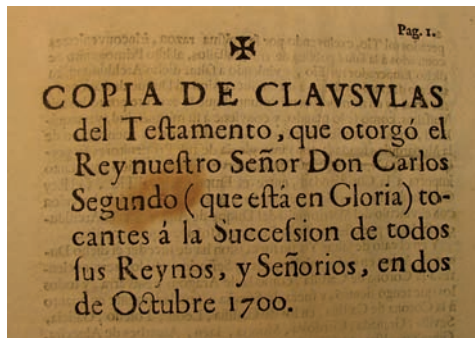 Pag. 1.
✠
COPIA DE CLAVSVLAS
del Teſtamento, que otorgó el
Rey nueſtro Señor Don Carlos
Segundo (que eſtá en Gloria) to-
cantes á la Succeſsion de todos
ſus Reynos, y Señorios, en dos
de Octubre 1700.